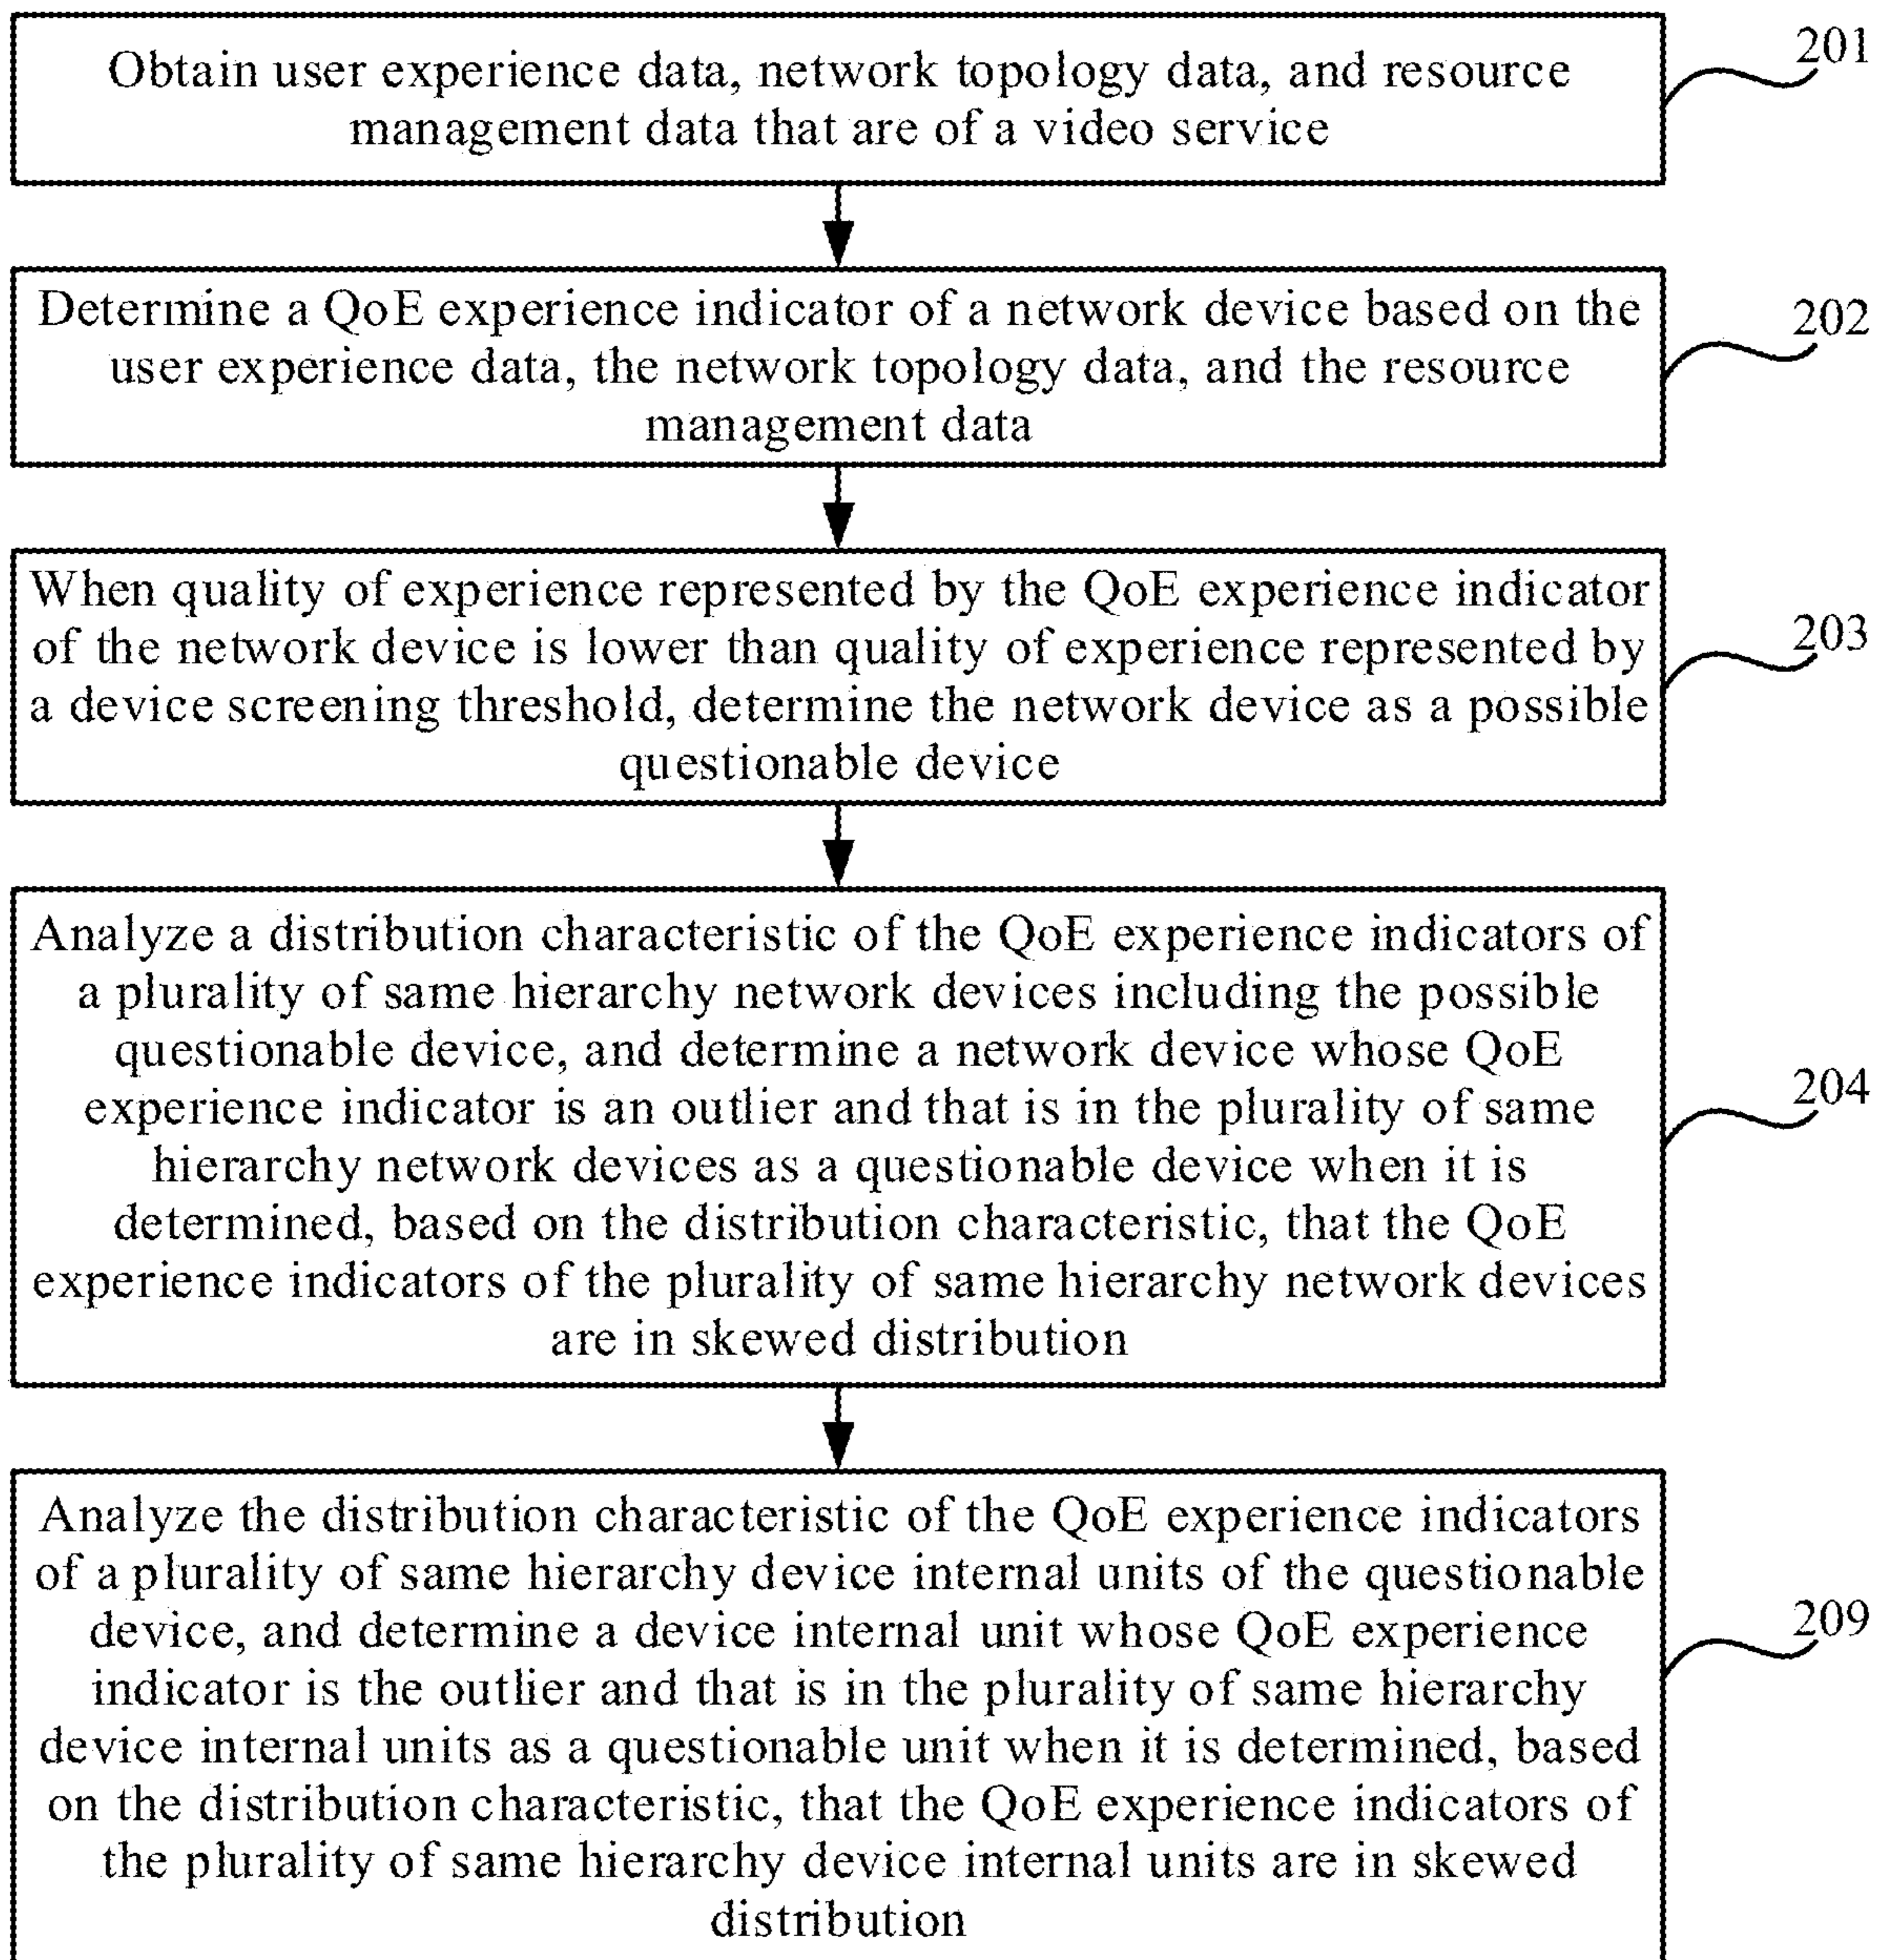 Obtain user experience data, network topology data, and resource
management data that are of a video service
201
Determine a QoE experience indicator of a network device based on the
user experience data, the network topology data, and the resource
management data
202
When quality of experience represented by the QoE experience indicator
of the network device is lower than quality of experience represented by
a device screening threshold, determine the network device as a possible
questionable device
203
Analyze a distribution characteristic of the QoE experience indicators of
a plurality of same hierarchy network devices including the possible
questionable device, and determine a network device whose QoE
experience indicator is an outlier and that is in the plurality of same
hierarchy network devices as a questionable device when it is
determined, based on the distribution characteristic, that the QoE
experience indicators of the plurality of same hierarchy network devices
are in skewed distribution
204
Analyze the distribution characteristic of the QoE experience indicators
of a plurality of same hierarchy device internal units of the questionable
device, and determine a device internal unit whose QoE experience
indicator is the outlier and that is in the plurality of same hierarchy
device internal units as a questionable unit when it is determined, based
on the distribution characteristic, that the QoE experience indicators of
the plurality of same hierarchy device internal units are in skewed
distribution
209